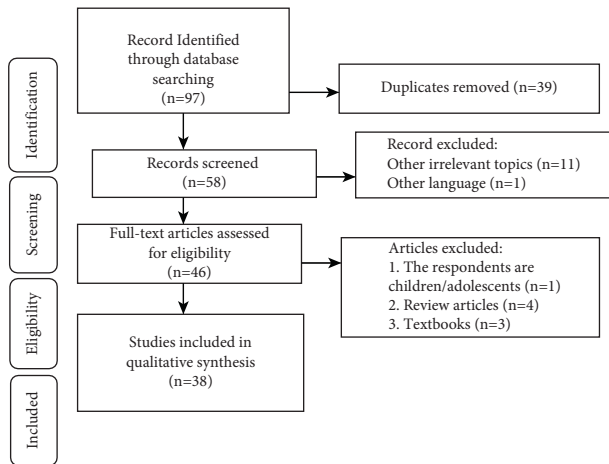 Identification
Screening
Eligibility
Included
Record Identified
through database
searching
(n=97)
Duplicates removed (n=39)
Records screened
(n=58)
Record excluded:
Other irrelevant topics (n=11)
Other language (n=1)
Full-text articles assessed
for eligibility
(n=46)
Articles excluded:
1. The respondents are
children/adolescents (n=1)
2. Review articles (n=4)
3. Textbooks (n=3)
Studies included in
qualitative synthesis
(n=38)